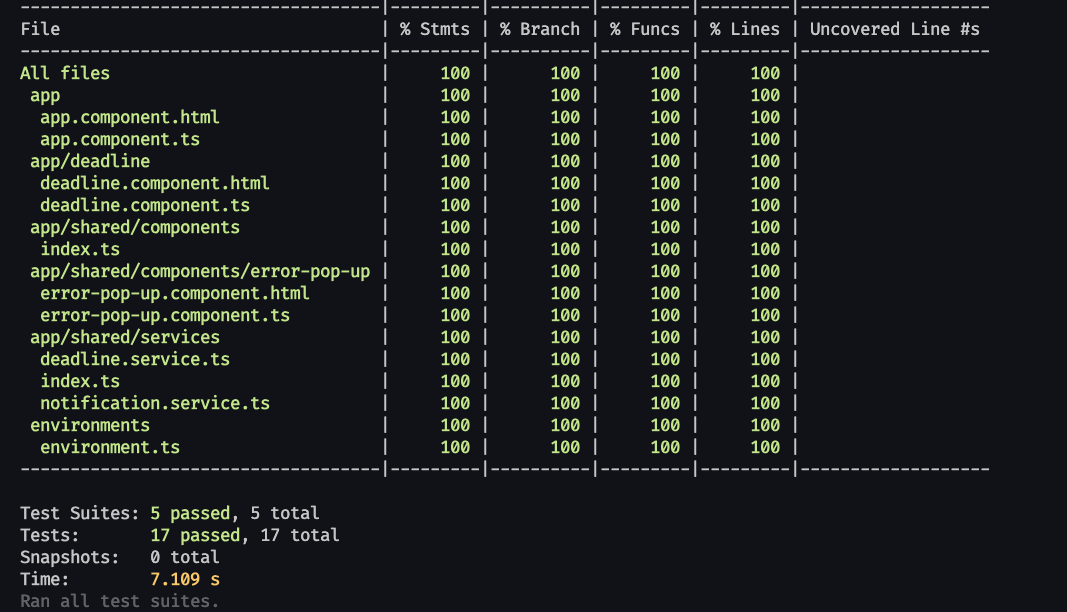 ---------------------------------|---------|----------|---------|---------|-------------------
File | % Stmts | % Branch | % Funcs | % Lines | Uncovered Line #s
---------------------------------|---------|----------|---------|---------|-------------------
All files | 100 | 100 | 100 | 100 |
app | 100 | 100 | 100 | 100 |
app.component.html | 100 | 100 | 100 | 100 |
app.component.ts | 100 | 100 | 100 | 100 |
app/deadline | 100 | 100 | 100 | 100 |
deadline.component.html | 100 | 100 | 100 | 100 |
deadline.component.ts | 100 | 100 | 100 | 100 |
app/shared/components | 100 | 100 | 100 | 100 |
index.ts | 100 | 100 | 100 | 100 |
app/shared/components/error-pop-up | 100 | 100 | 100 | 100 |
error-pop-up.component.html | 100 | 100 | 100 | 100 |
error-pop-up.component.ts | 100 | 100 | 100 | 100 |
app/shared/services | 100 | 100 | 100 | 100 |
deadline.service.ts | 100 | 100 | 100 | 100 |
index.ts | 100 | 100 | 100 | 100 |
notification.service.ts | 100 | 100 | 100 | 100 |
environments | 100 | 100 | 100 | 100 |
environment.ts | 100 | 100 | 100 | 100 |
---------------------------------|---------|----------|---------|---------|-------------------
Test Suites: 5 passed, 5 total
Tests: 17 passed, 17 total
Snapshots: 0 total
Time: 7.109 s
Ran all test suites.